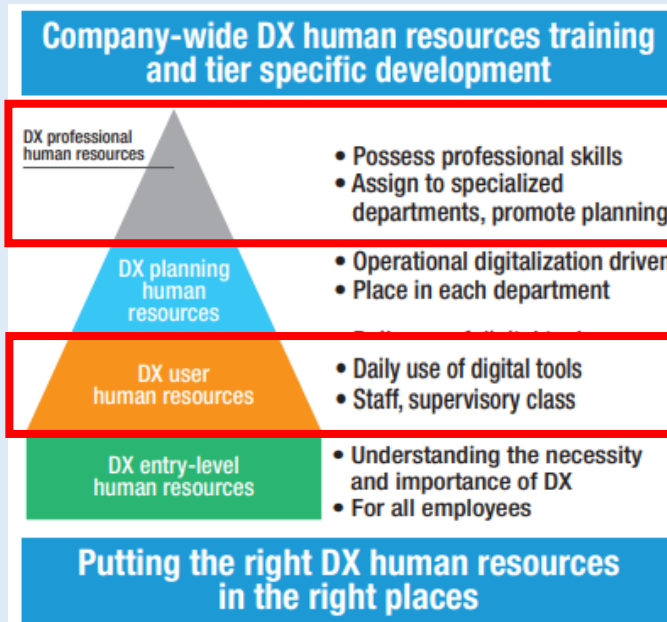 Company-wide DX human resources training
and tier specific development
DX professional
human resources
• Possess professional skills
• Assign to specialized
departments, promote planning
DX planning
human
resources
• Operational digitalization driven
• Place in each department
DX user
human resources
• Daily use of digital tools
• Staff, supervisory class
DX entry-level
human resources
• Understanding the necessity
and importance of DX
• For all employees
Putting the right DX human resources
in the right places